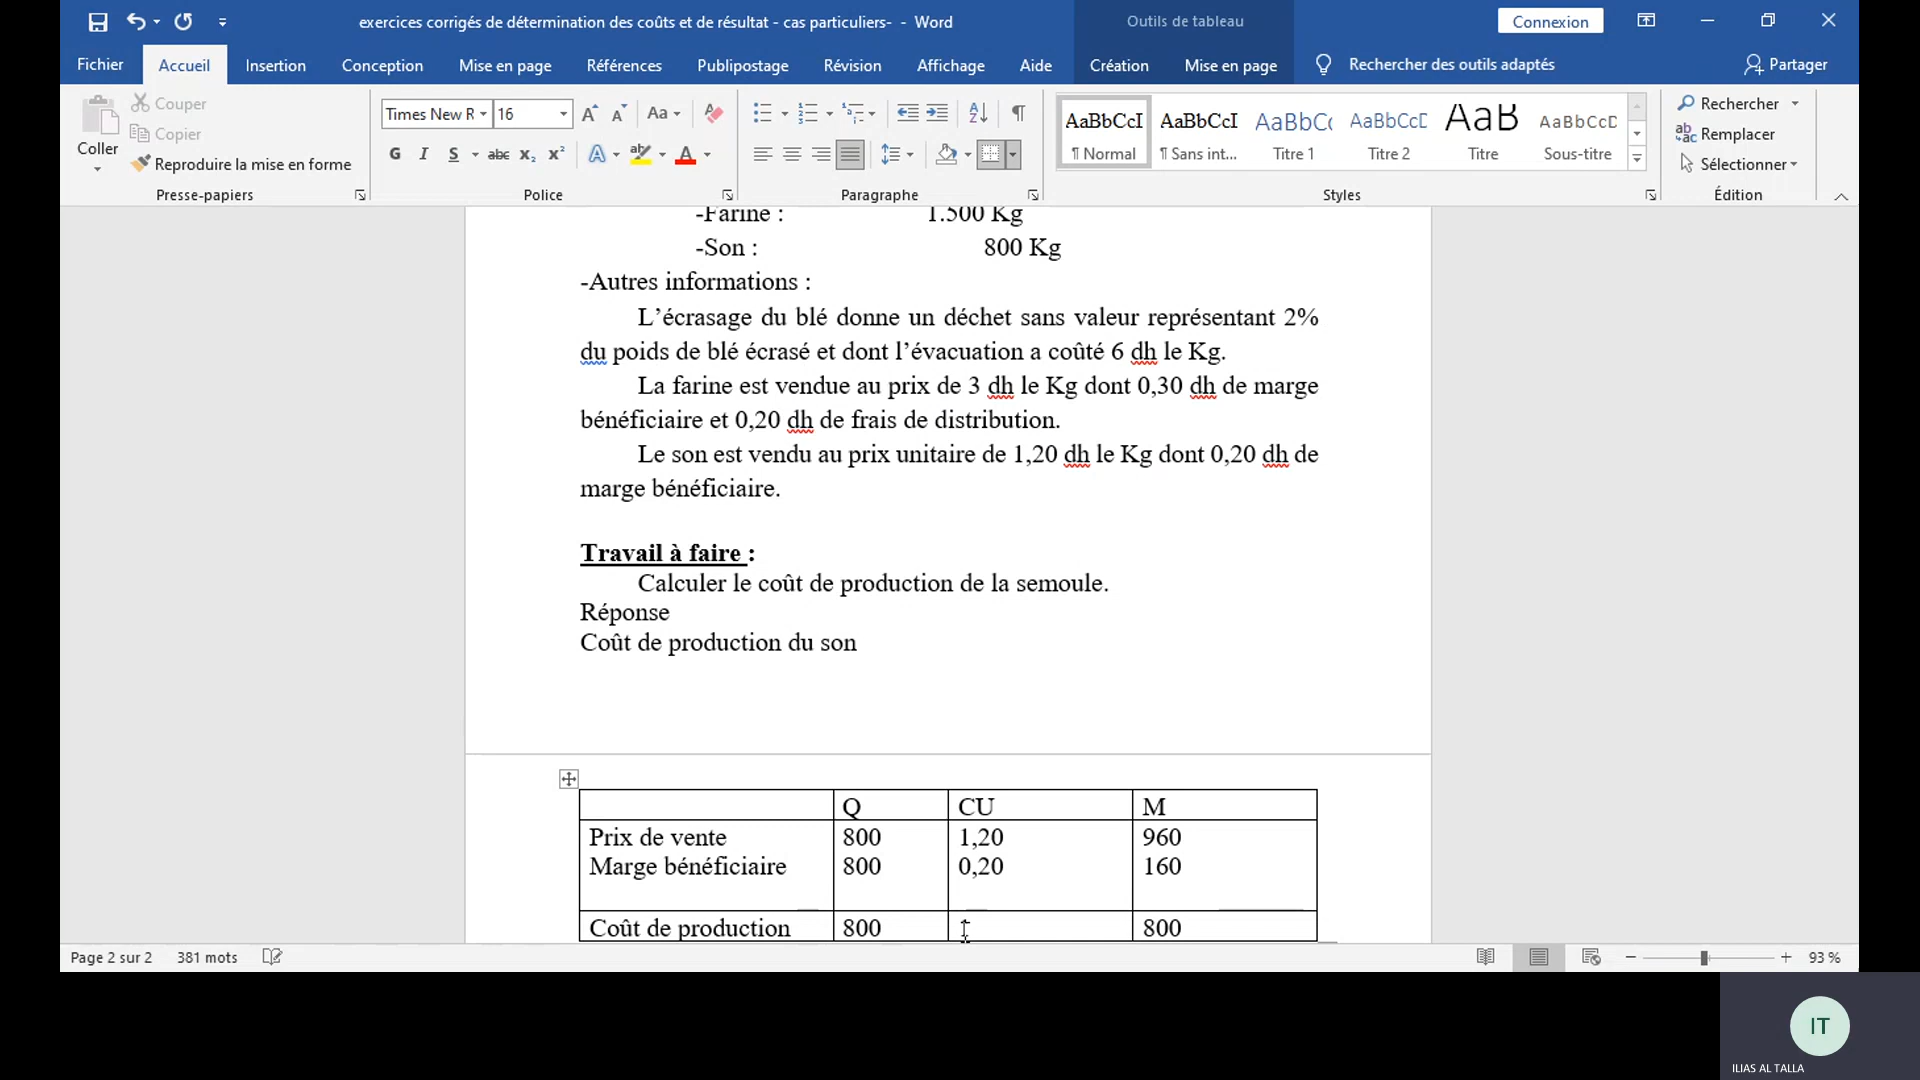 exercices corrigés de détermination des coûts et de résultat - cas particuliers- - Word
Outils de tableau
Connexion
Fichier Accueil Insertion Conception Mise en page Références Publipostage Révision Affichage Aide Création Mise en page Rechercher des outils adaptés Partager
Coller
Couper
Copier
Reproduire la mise en forme
Presse-papiers
Times New R 16
Aa
G I S abc X₂ X² A ab A
Police
Paragraphe
AaBbCcI AaBbCcI AaBbCc AaBbCcD AaB AaBbCcD
¶ Normal ¶ Sans int... Titre 1 Titre 2 Titre Sous-titre
Styles
Rechercher
Remplacer
Sélectionner
Édition
-Farine : 1.500 Kg
-Son : 800 Kg
-Autres informations :
L’écrasage du blé donne un déchet sans valeur représentant 2%
du poids de blé écrasé et dont l’évacuation a coûté 6 dh le Kg.
La farine est vendue au prix de 3 dh le Kg dont 0,30 dh de marge
bénéficiaire et 0,20 dh de frais de distribution.
Le son est vendu au prix unitaire de 1,20 dh le Kg dont 0,20 dh de
marge bénéficiaire.
Travail à faire :
Calculer le coût de production de la semoule.
Réponse
Coût de production du son
Q CU M
Prix de vente 800 1,20 960
Marge bénéficiaire 800 0,20 160
Coût de production 800 800
Page 2 sur 2 381 mots 93 %
IT
ILIAS AL TALLA